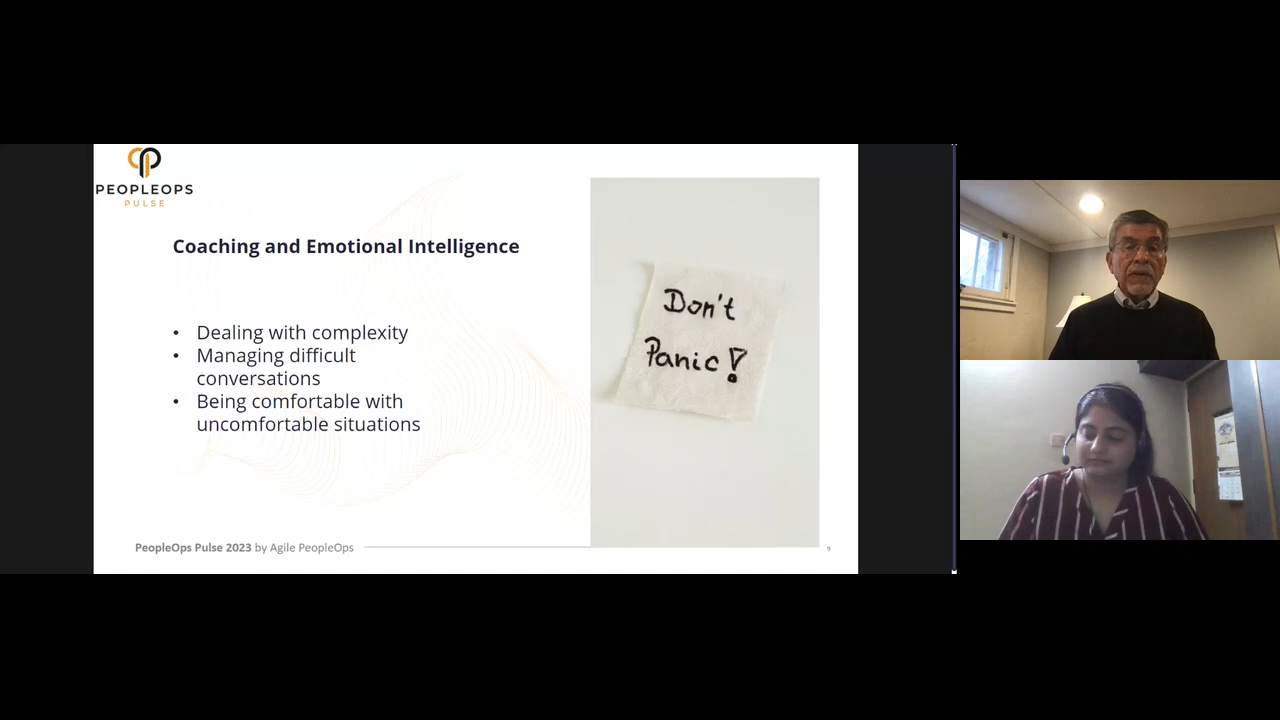 PEOPLEOPS
PULSE
Coaching and Emotional Intelligence
• Dealing with complexity
• Managing difficult
conversations
• Being comfortable with
uncomfortable situations
Don't
Panic!
PeopleOps Pulse 2023 by Agile PeopleOps
9